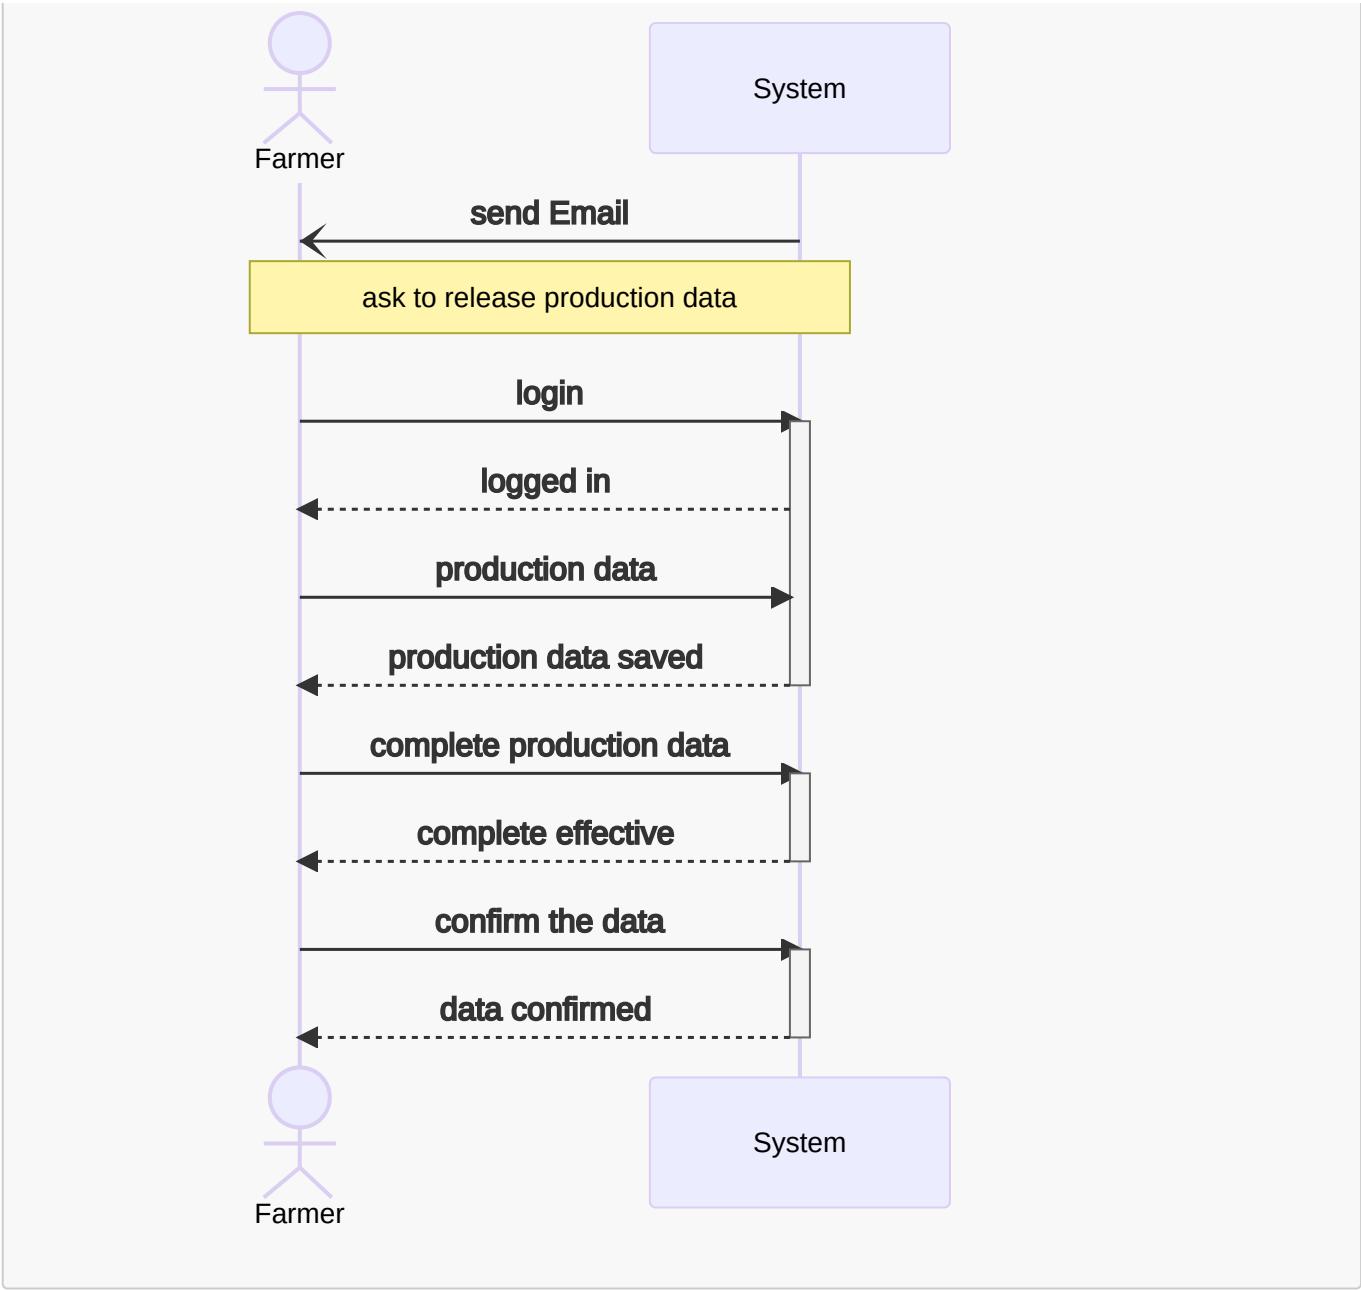 System
Farmer
send Email
ask to release production data
login
logged in
production data
production data saved
complete production data
complete effective
confirm the data
data confirmed
System
Farmer